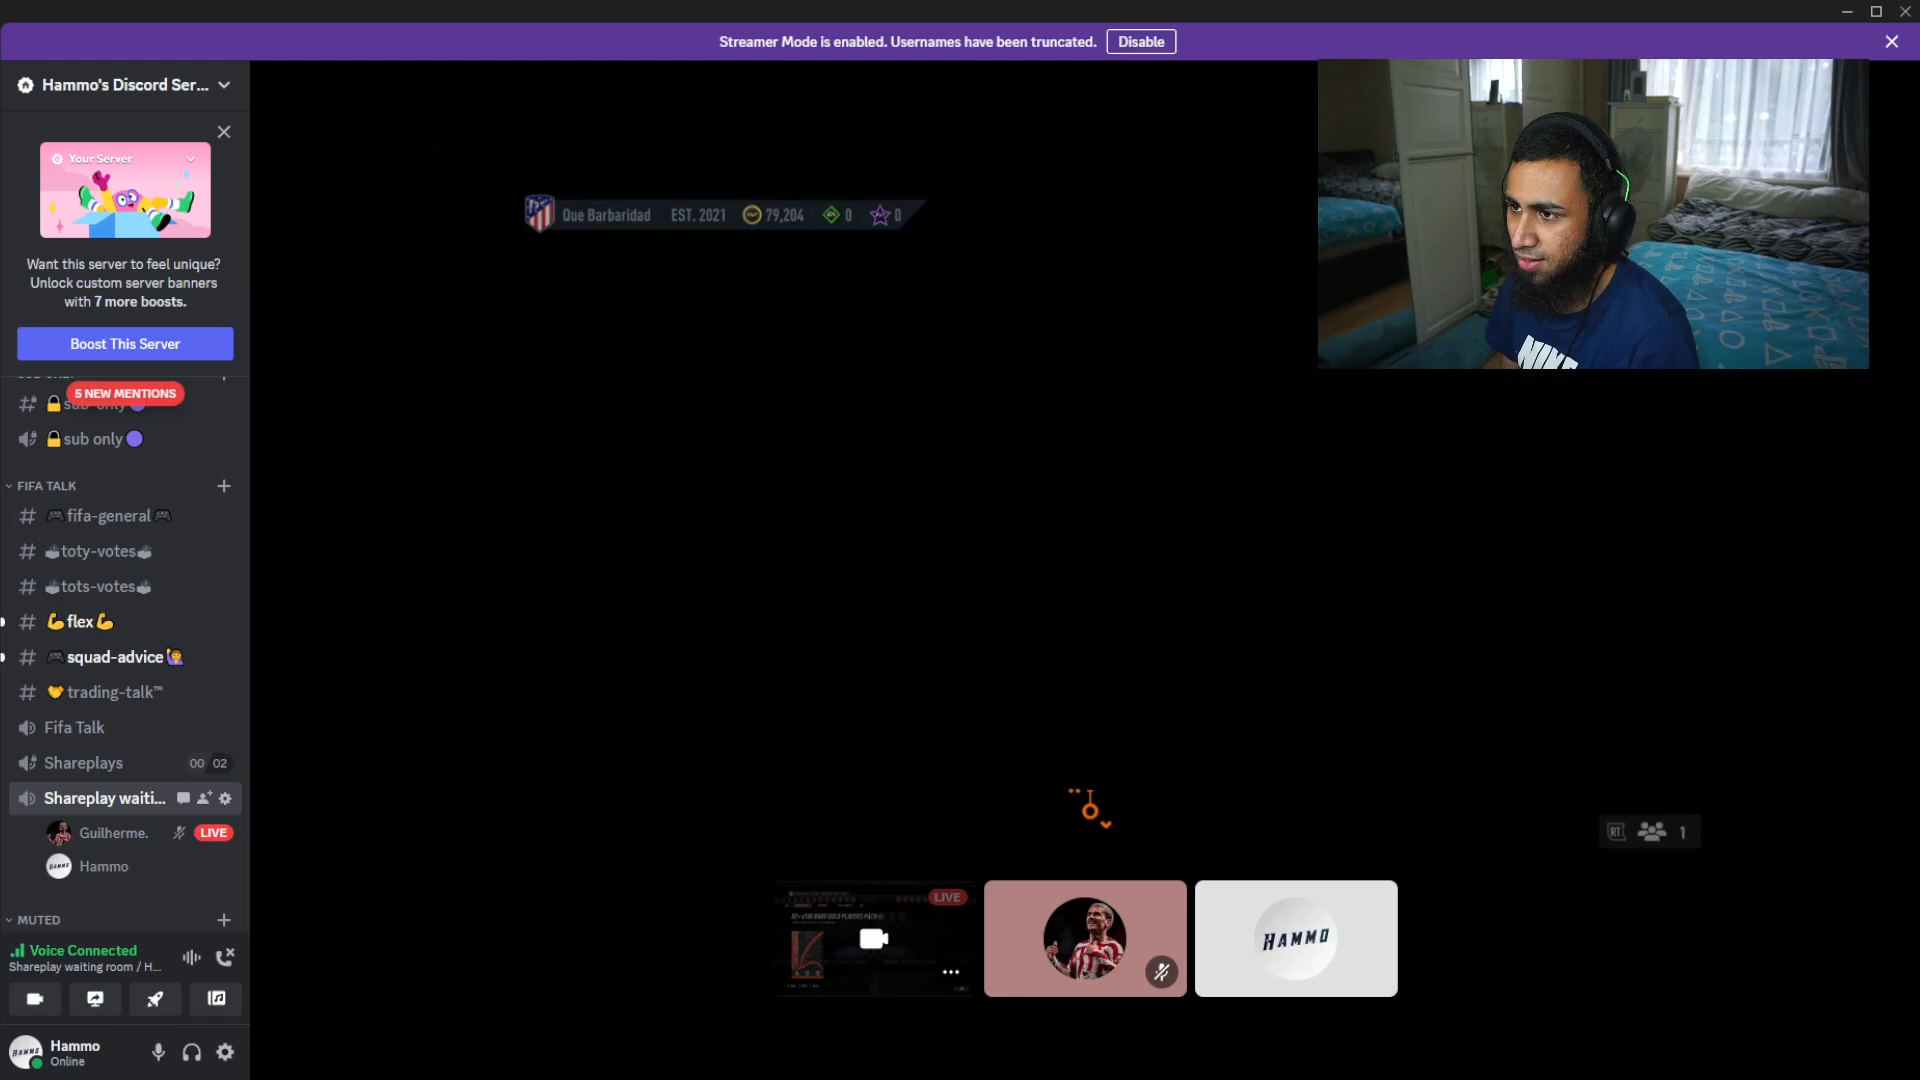 Streamer Mode is enabled. Usernames have been truncated.
Disable
Hammo's Discord Ser...
Your Server
Want this server to feel unique?
Unlock custom server banners
with 7 more boosts.
Boost This Server
5 NEW MENTIONS
sub only
FIFA TALK
fifa-general
toty-votes
tots-votes
flex
squad-advice
trading-talk™
Fifa Talk
Shareplays 00 02
Shareplay waiti...
Guilherme. LIVE
Hammo
MUTED
Voice Connected
Shareplay waiting room / H...
Hammo
Online
Que Barbaridad EST. 2021 79,204 0 0
NIKE
RT 1
LIVE
HAMMO